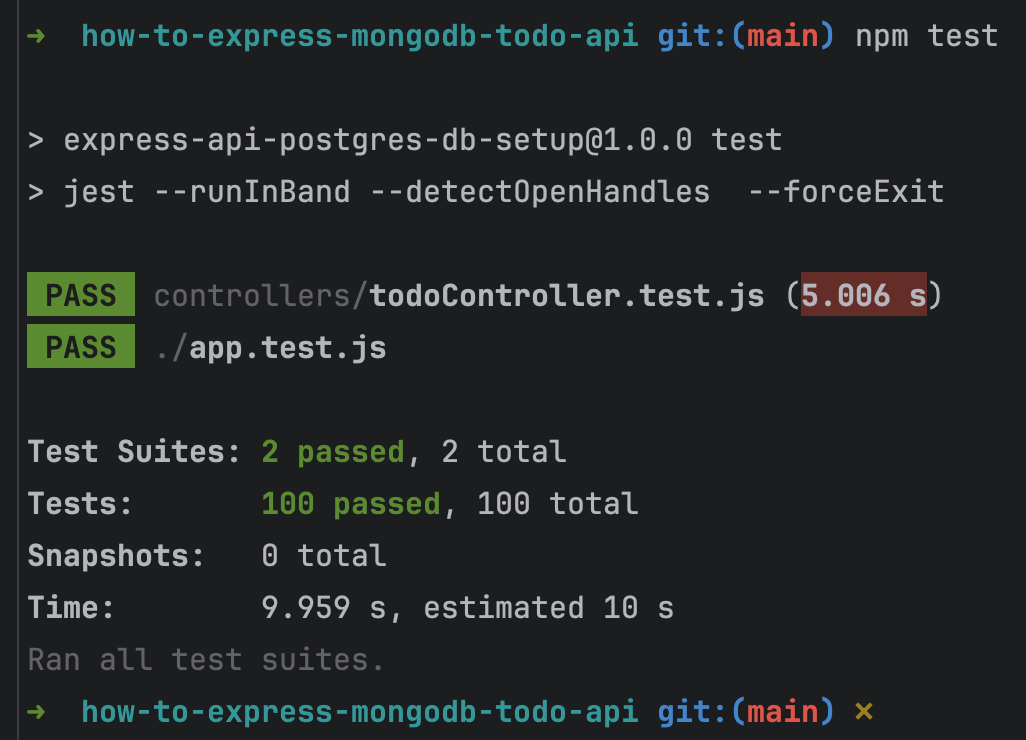 ➜ how-to-express-mongodb-todo-api git:(main) npm test
> express-api-postgres-db-setup@1.0.0 test
> jest --runInBand --detectOpenHandles  --forceExit
PASS controllers/todoController.test.js (5.006 s)
PASS ./app.test.js
Test Suites: 2 passed, 2 total
Tests:       100 passed, 100 total
Snapshots:   0 total
Time:        9.959 s, estimated 10 s
Ran all test suites.
➜ how-to-express-mongodb-todo-api git:(main) ✗